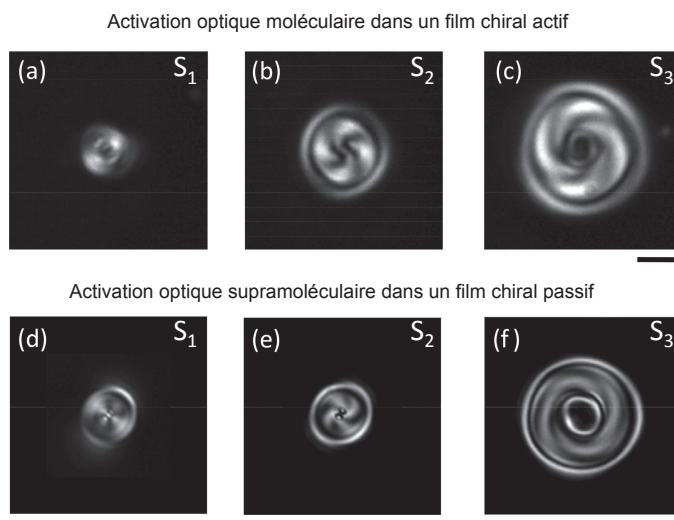 Activation optique moléculaire dans un film chiral actif
(a) S1 (b) S2 (c) S3
Activation optique supramoléculaire dans un film chiral passif
(d) S1 (e) S2 (f) S3